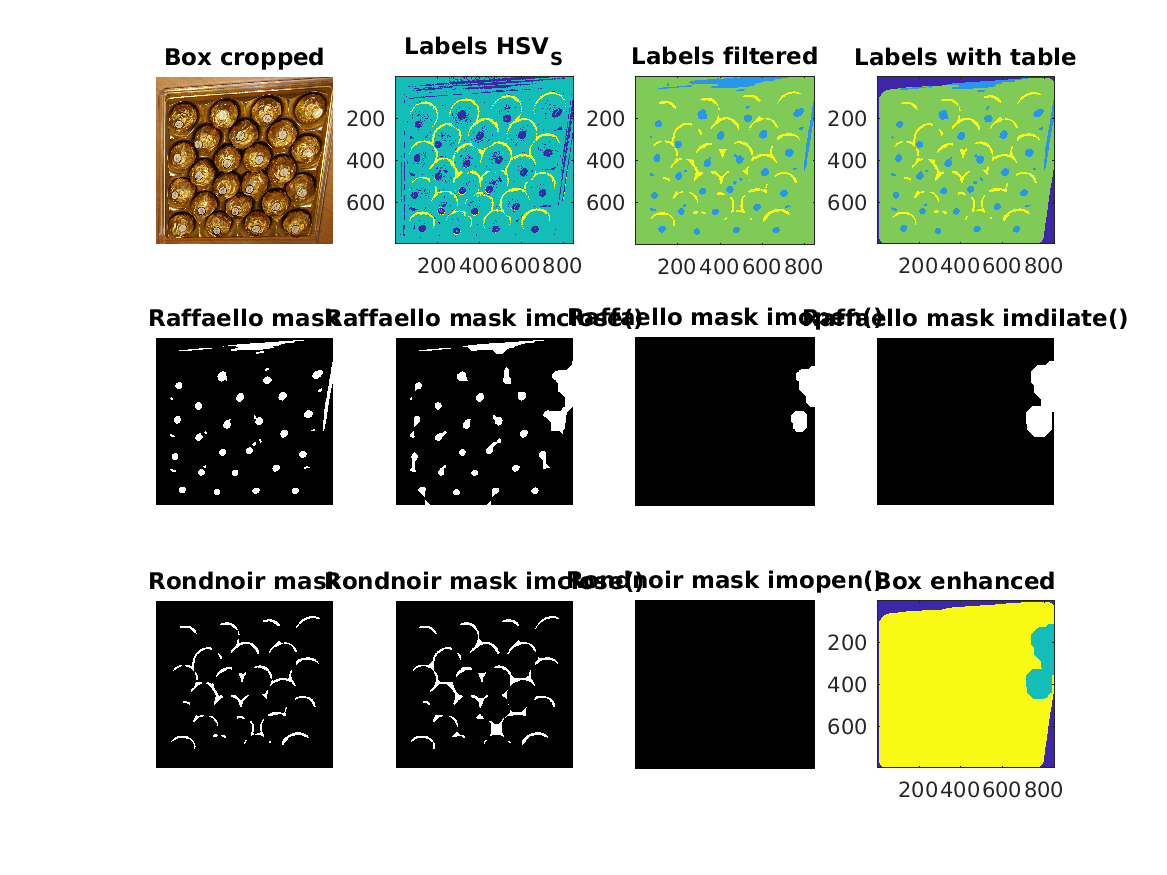 Box cropped
Labels HSV_S
Labels filtered
Labels with table
200
400
600
200 400 600 800
200
400
600
200 400 600 800
200
400
600
200 400 600 800
Raffaello mask
Raffaello mask imclose()
Raffaello mask imopen()
Raffaello mask imdilate()
Rondnoir mask
Rondnoir mask imclose()
Rondnoir mask imopen()
Box enhanced
200
400
600
200 400 600 800